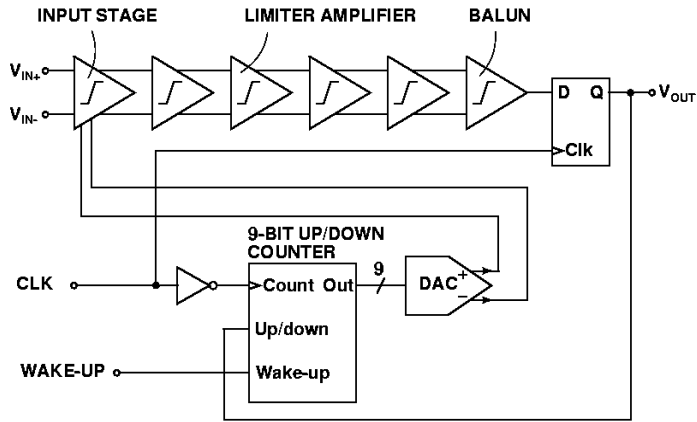 INPUT STAGE
LIMITER AMPLIFIER
BALUN
VIN+
VIN-
D Q
VOUT
Clk
9-BIT UP/DOWN
COUNTER
CLK
Count Out
9
DAC
+
−
Up/down
WAKE-UP
Wake-up